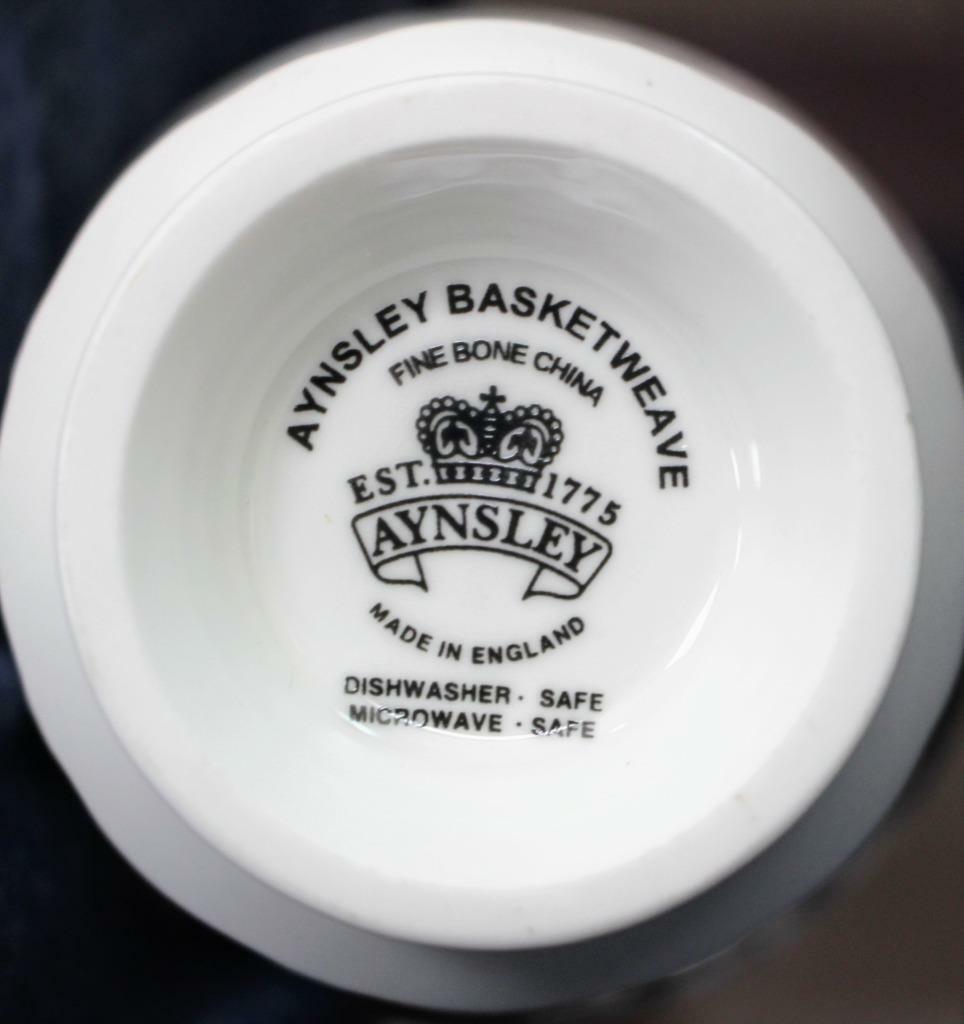 AYNSLEY BASKETWEAVE
FINE BONE CHINA
EST. 1775
AYNSLEY
MADE IN ENGLAND
DISHWASHER · SAFE
MICROWAVE · SAFE